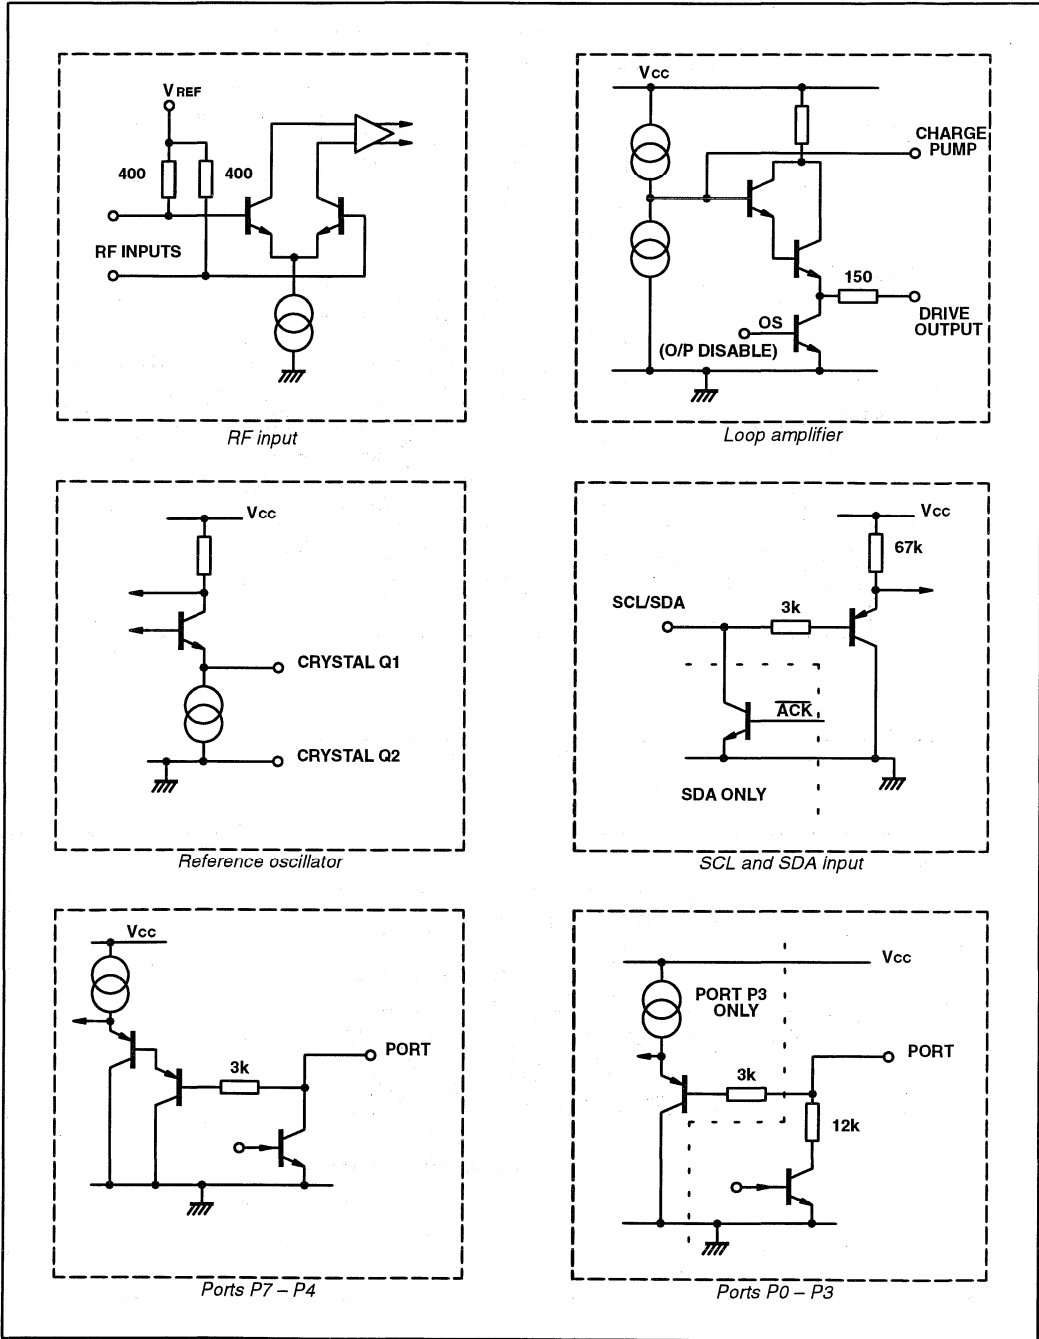 VREF
400
400
RF INPUTS
RF input
Vcc
CHARGE
PUMP
150
DRIVE
OUTPUT
OS
(O/P DISABLE)
Loop amplifier
Vcc
CRYSTAL Q1
CRYSTAL Q2
Reference oscillator
Vcc
67k
SCL/SDA
3k
ACK
SDA ONLY
SCL and SDA input
Vcc
PORT
3k
Ports P7 – P4
Vcc
PORT P3
ONLY
PORT
3k
12k
Ports P0 – P3